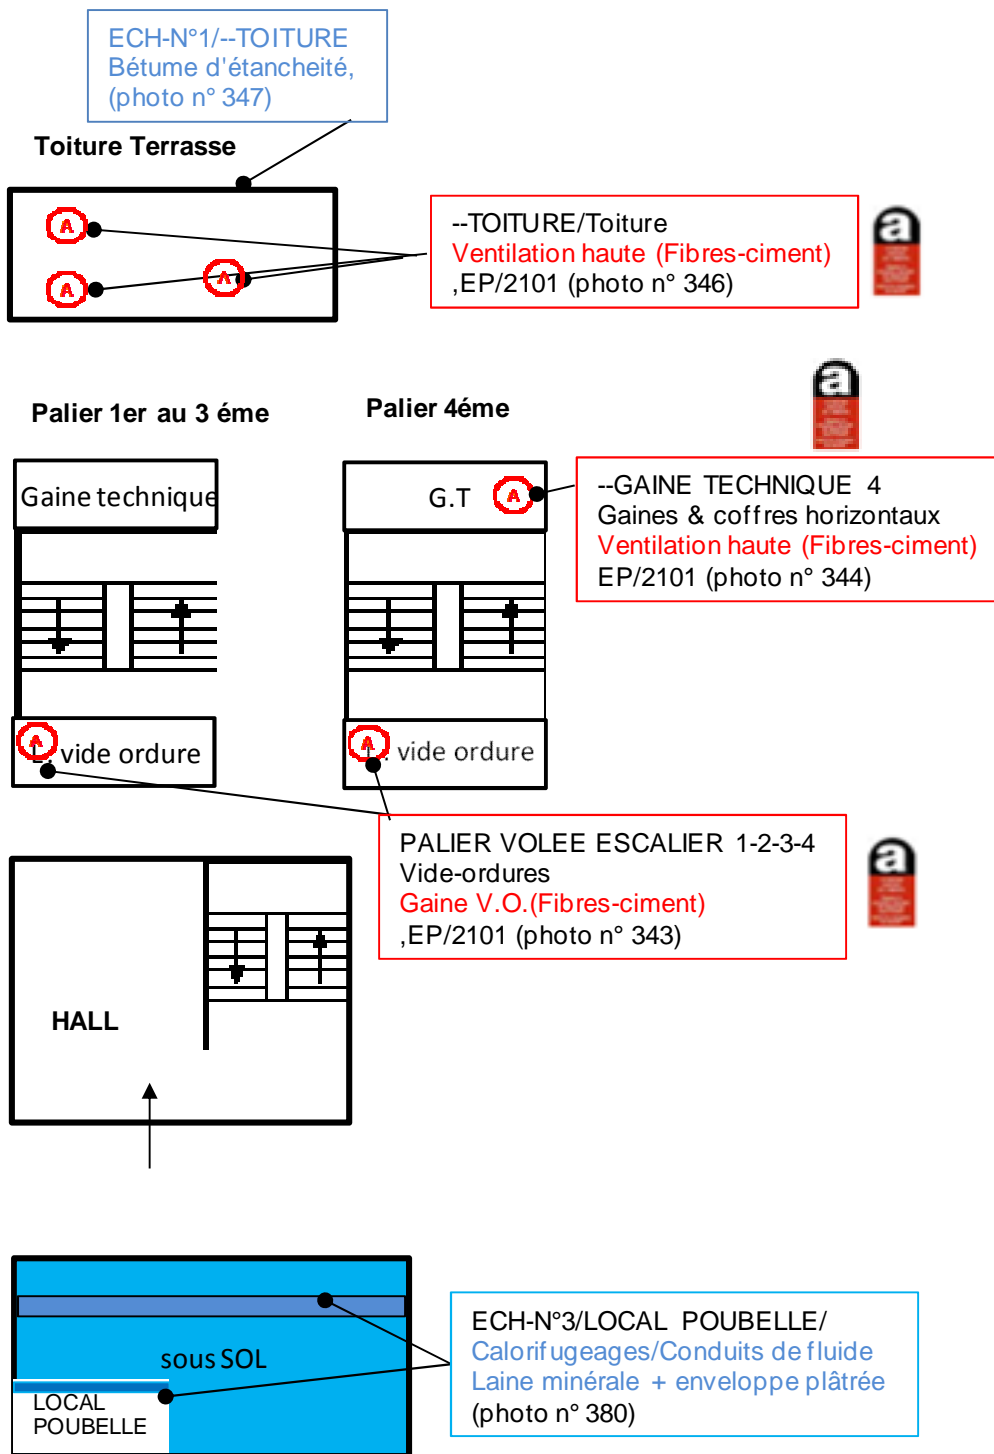 ECH-N°1/--TOITURE
Bétume d'étancheité,
(photo n° 347)
Toiture Terrasse
A
A
A
--TOITURE/Toiture
Ventilation haute (Fibres-ciment)
,EP/2101 (photo n° 346)
a
a
Palier 1er au 3 éme
Palier 4éme
Gaine technique
G.T
A
--GAINE TECHNIQUE 4
Gaines & coffres horizontaux
Ventilation haute (Fibres-ciment)
EP/2101 (photo n° 344)
A
vide ordure
A
vide ordure
PALIER VOLEE ESCALIER 1-2-3-4
Vide-ordures
Gaine V.O.(Fibres-ciment)
,EP/2101 (photo n° 343)
a
HALL
sous SOL
LOCAL
POUBELLE
ECH-N°3/LOCAL POUBELLE/
Calorifugeages/Conduits de fluide
Laine minérale + enveloppe plâtrée
(photo n° 380)